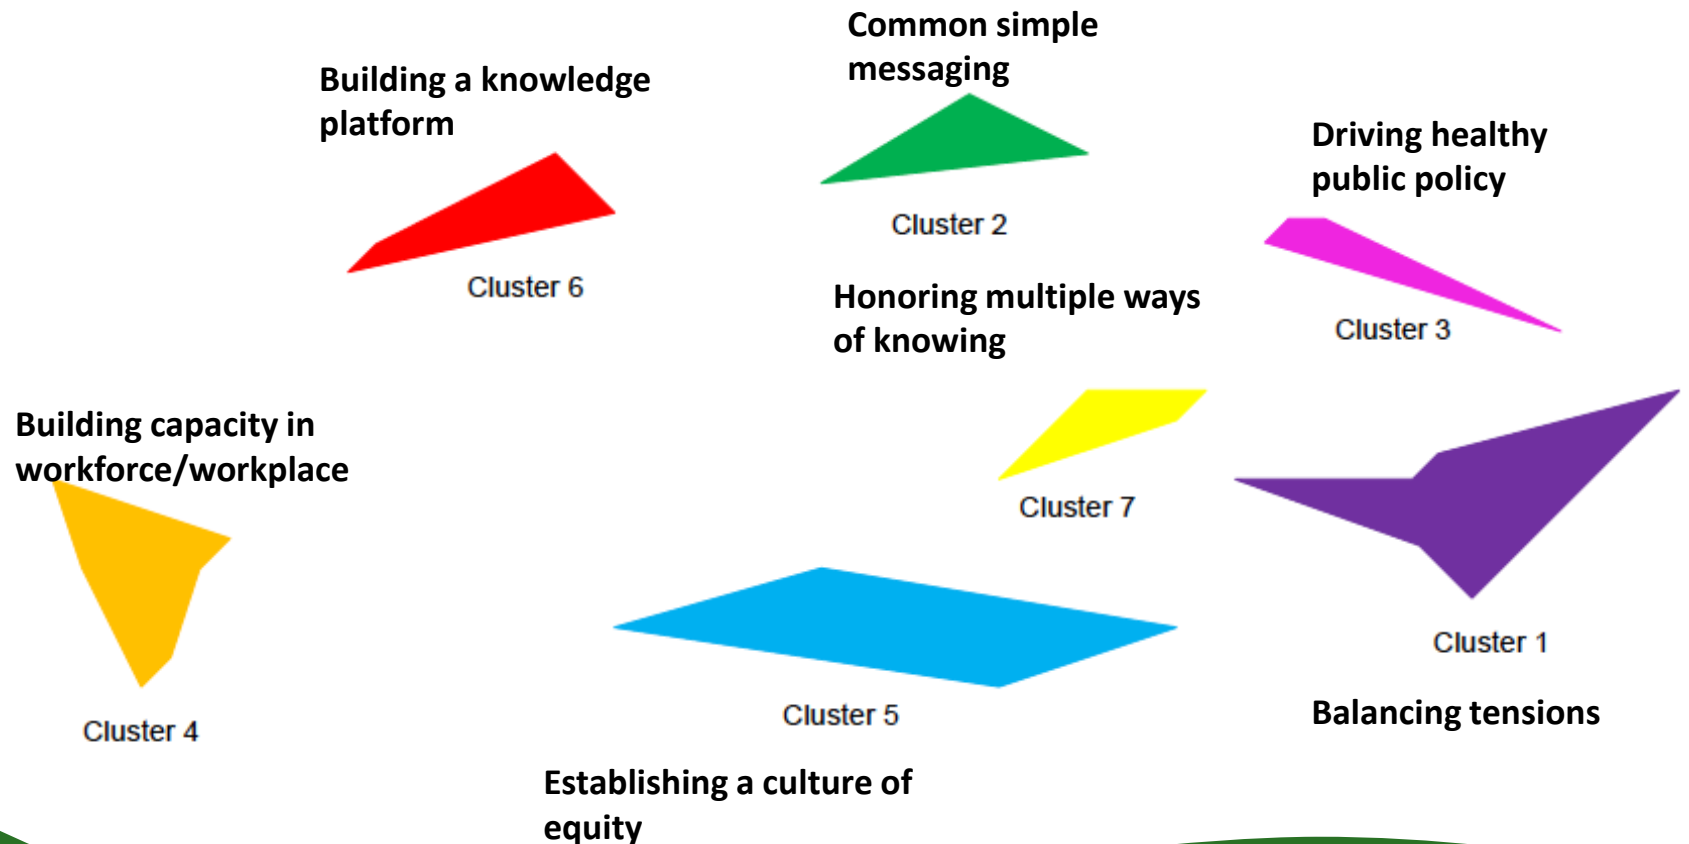 Common simple
messaging
Building a knowledge
platform
Driving healthy
public policy
Cluster 2
Cluster 6
Honoring multiple ways
of knowing
Cluster 3
Building capacity in
workforce/workplace
Cluster 7
Cluster 1
Cluster 5
Balancing tensions
Cluster 4
Establishing a culture of
equity